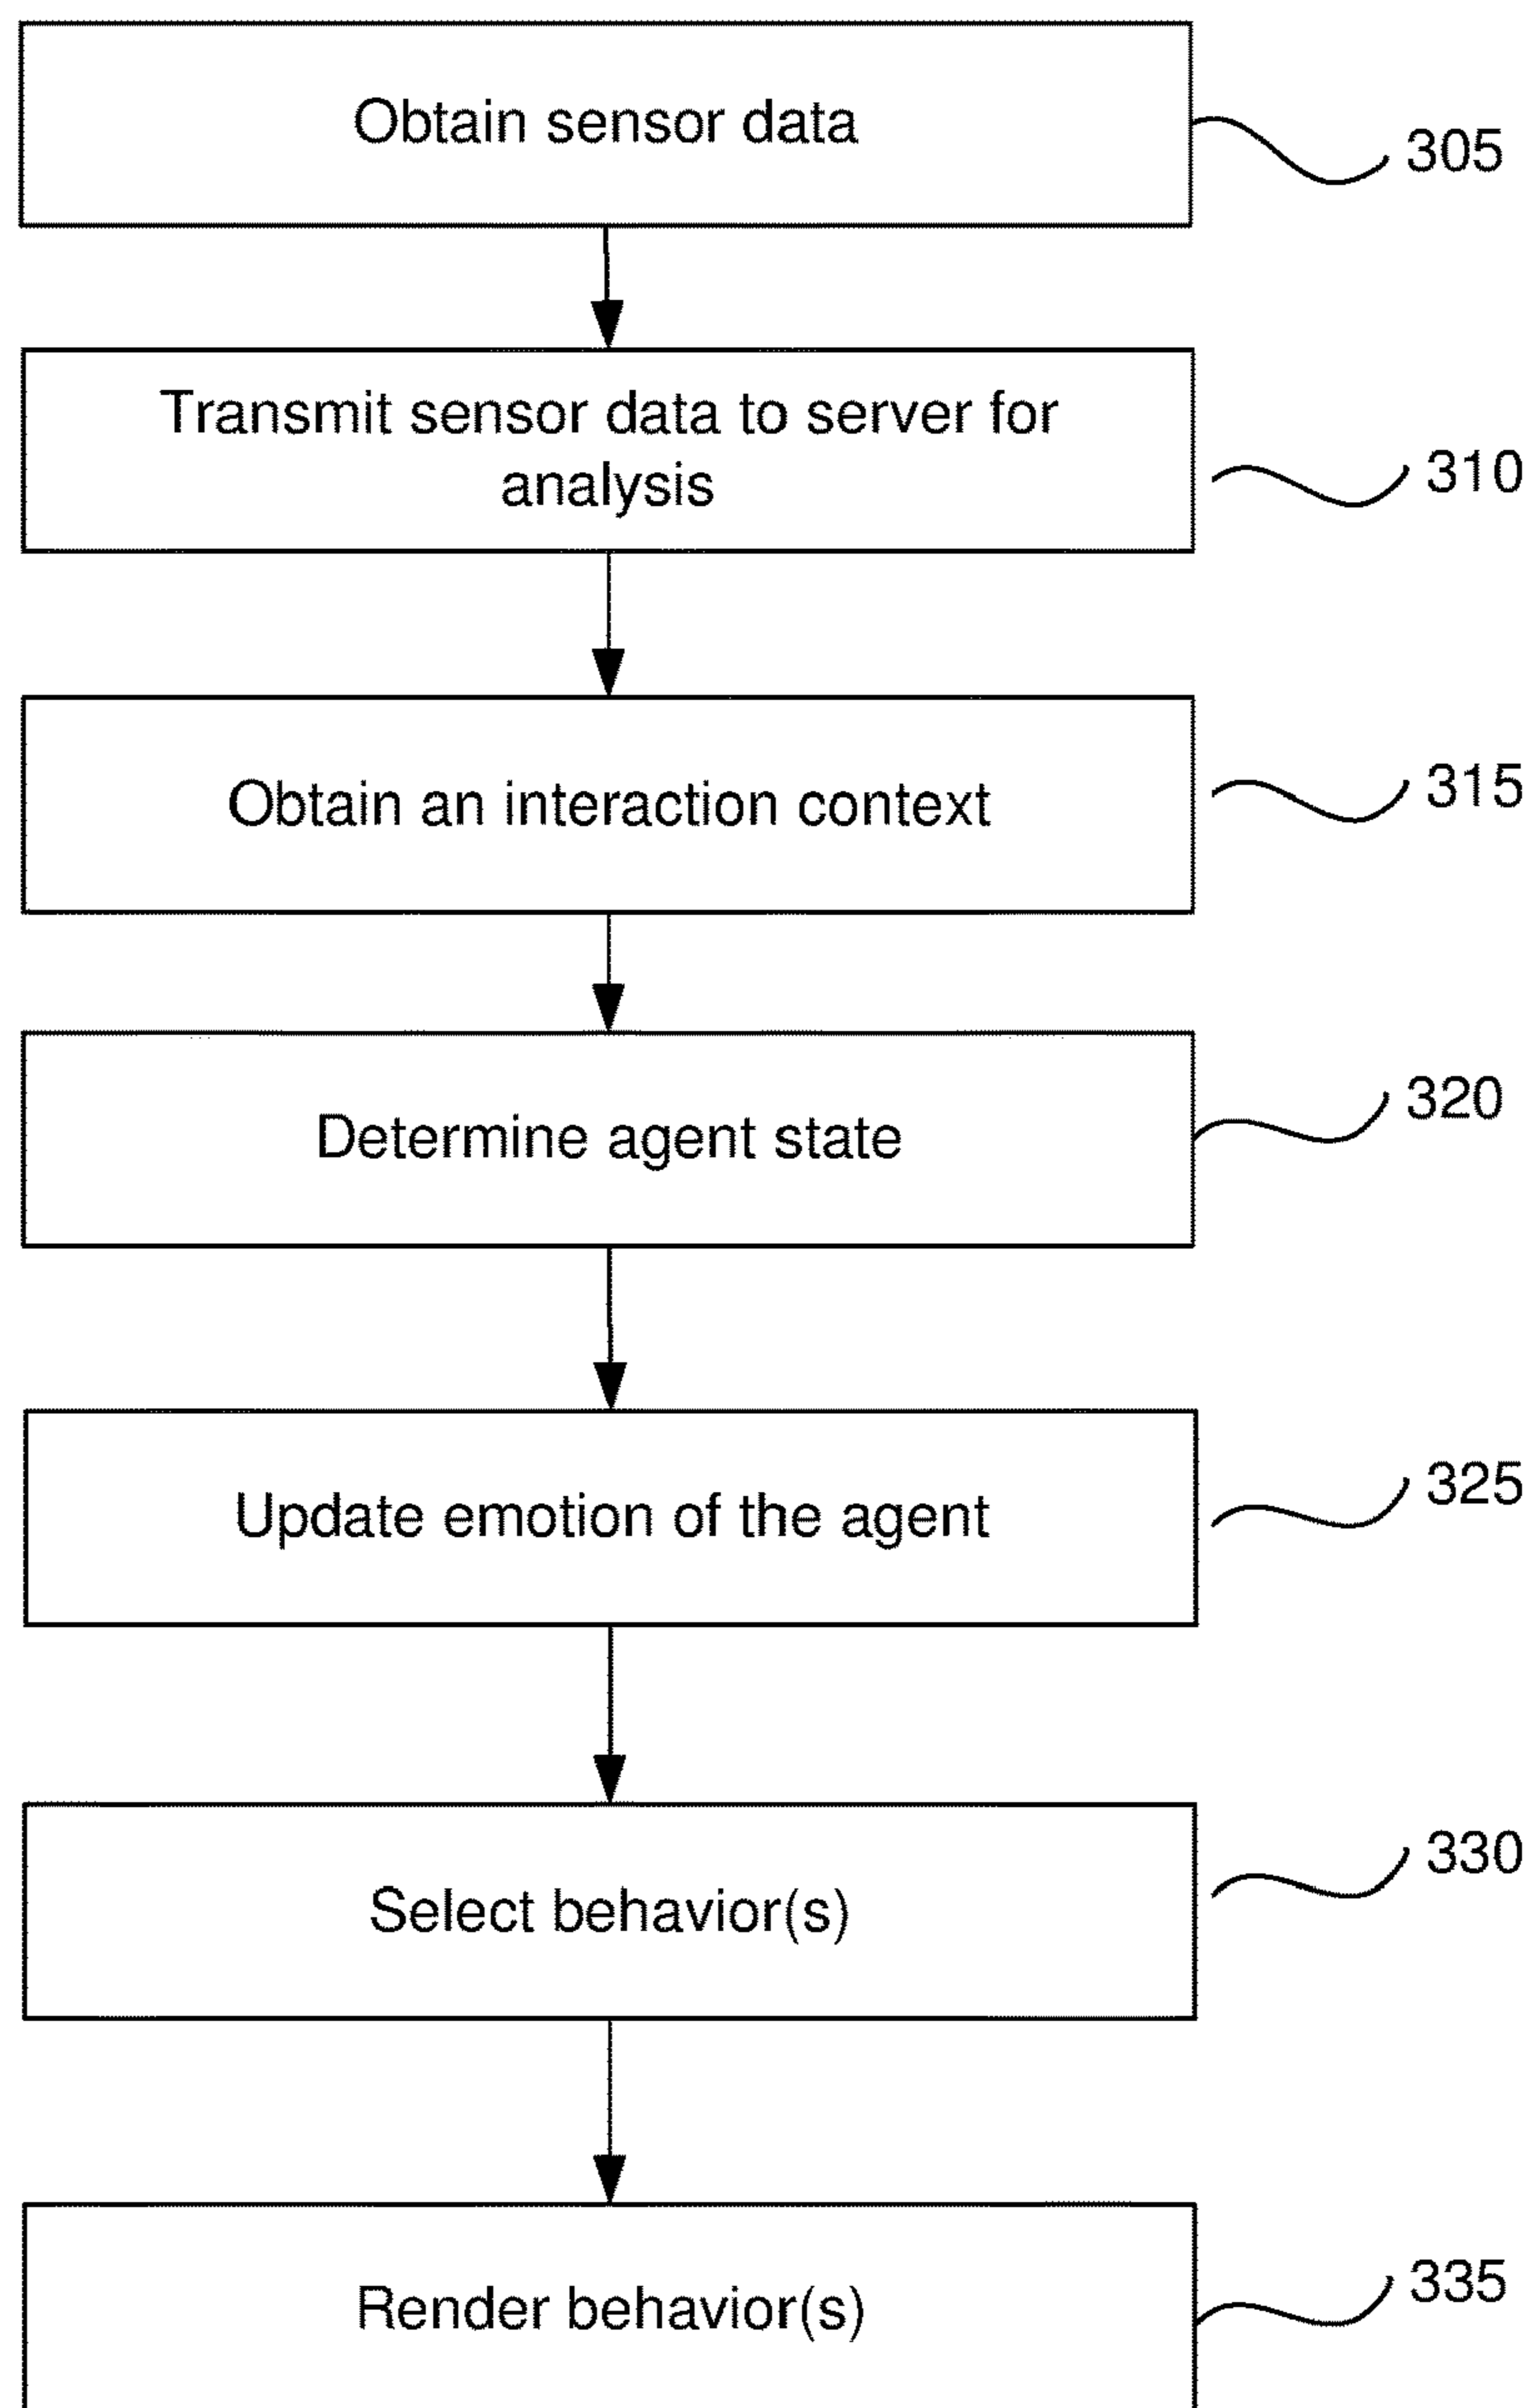 Obtain sensor data
305
Transmit sensor data to server for
analysis
310
Obtain an interaction context
315
Determine agent state
320
Update emotion of the agent
325
Select behavior(s)
330
Render behavior(s)
335